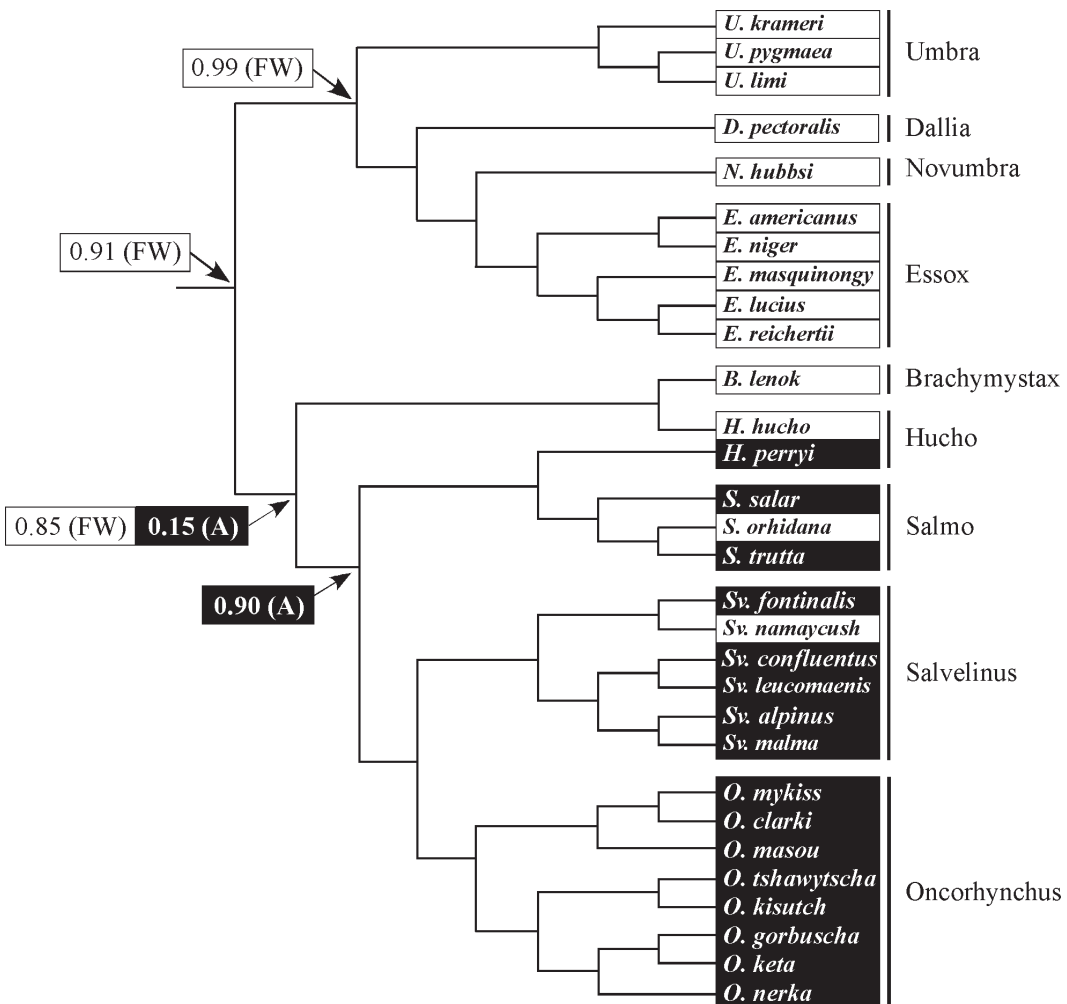 U. krameri
U. pygmaea
U. limi
Umbra
0.99 (FW)
D. pectoralis
Dallia
N. hubbsi
Novumbra
E. americanus
E. niger
E. masquinongy
E. lucius
E. reichertii
Essox
0.91 (FW)
B. lenok
Brachymystax
H. hucho
H. perryi
Hucho
S. salar
S. orhidana
S. trutta
Salmo
0.85 (FW) 0.15 (A)
0.90 (A)
Sv. fontinalis
Sv. namaycush
Sv. confluentus
Sv. leucomaenis
Sv. alpinus
Sv. malma
Salvelinus
O. mykiss
O. clarki
O. masou
O. tshawytscha
O. kisutch
O. gorbuscha
O. keta
O. nerka
Oncorhynchus